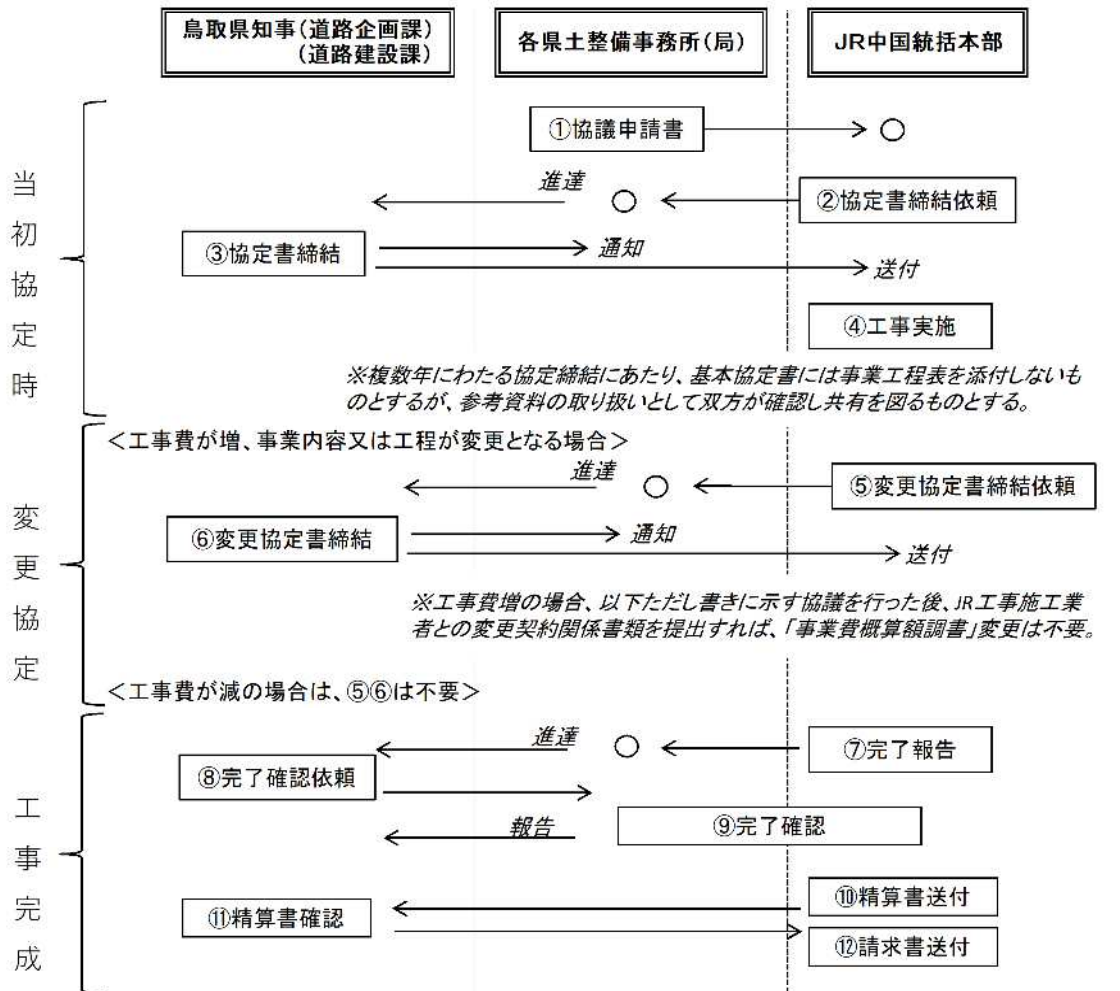 鳥取県知事(道路企画課)
(道路建設課)
各県土整備事務所(局)
JR中国統括本部
当初協定時
①協議申請書
進達
②協定書締結依頼
③協定書締結
通知
送付
④工事実施
※複数年にわたる協定締結にあたり、基本協定書には事業工程表を添付しないも
のとするが、参考資料の取り扱いとして双方が確認し共有を図るものとする。
変更協定
＜工事費が増、事業内容又は工程が変更となる場合＞
進達
⑤変更協定書締結依頼
⑥変更協定書締結
通知
送付
※工事費増の場合、以下ただし書きに示す協議を行った後、JR工事施工業
者との変更契約関係書類を提出すれば、「事業費概算額調書」変更は不要。
＜工事費が減の場合は、⑤⑥は不要＞
工事完成
進達
⑦完了報告
⑧完了確認依頼
報告
⑨完了確認
⑩精算書送付
⑪精算書確認
⑫請求書送付